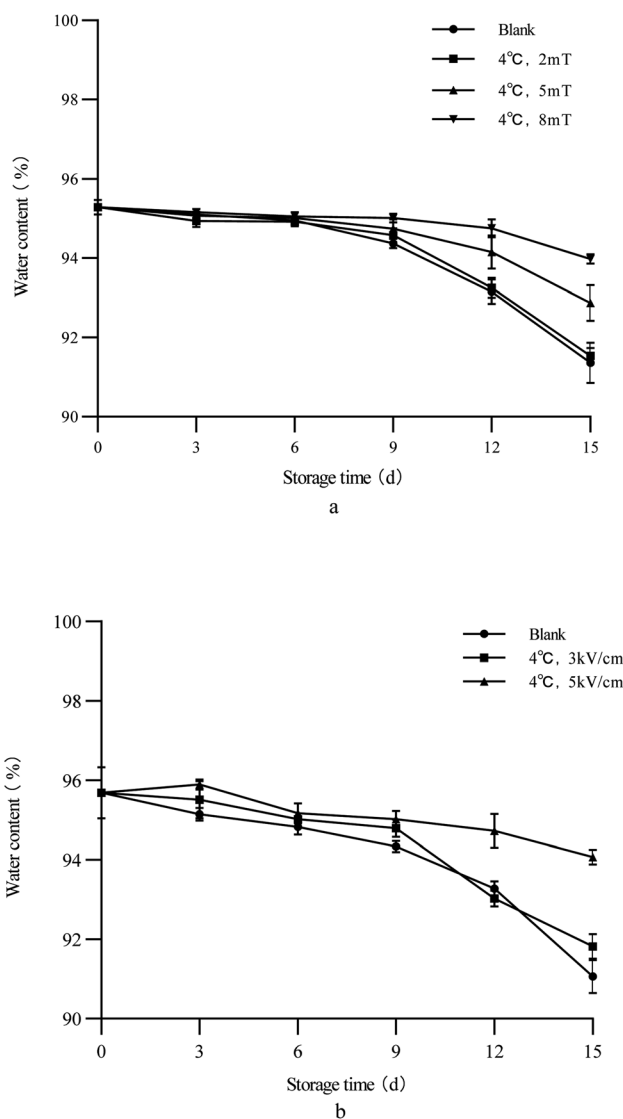 100
98
96
94
92
90
Water content（ %）
Blank
4℃， 2mT
4℃， 5mT
4℃， 8mT
0 3 6 9 12 15
Storage time（d）
a
100
98
96
94
92
90
Water content（ %）
Blank
4℃， 3kV/cm
4℃， 5kV/cm
0 3 6 9 12 15
Storage time（d）
b